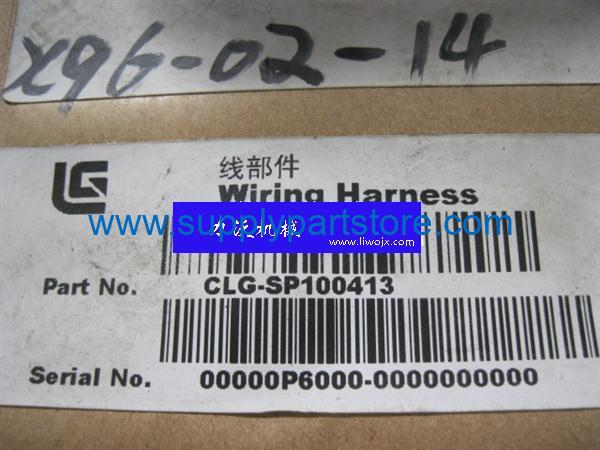 X96-02-14
线部件
Wiring Harness
www.supplypartstore.com
www.liwojx.com
Part No. CLG-SP100413
Serial No. 00000P6000-0000000000